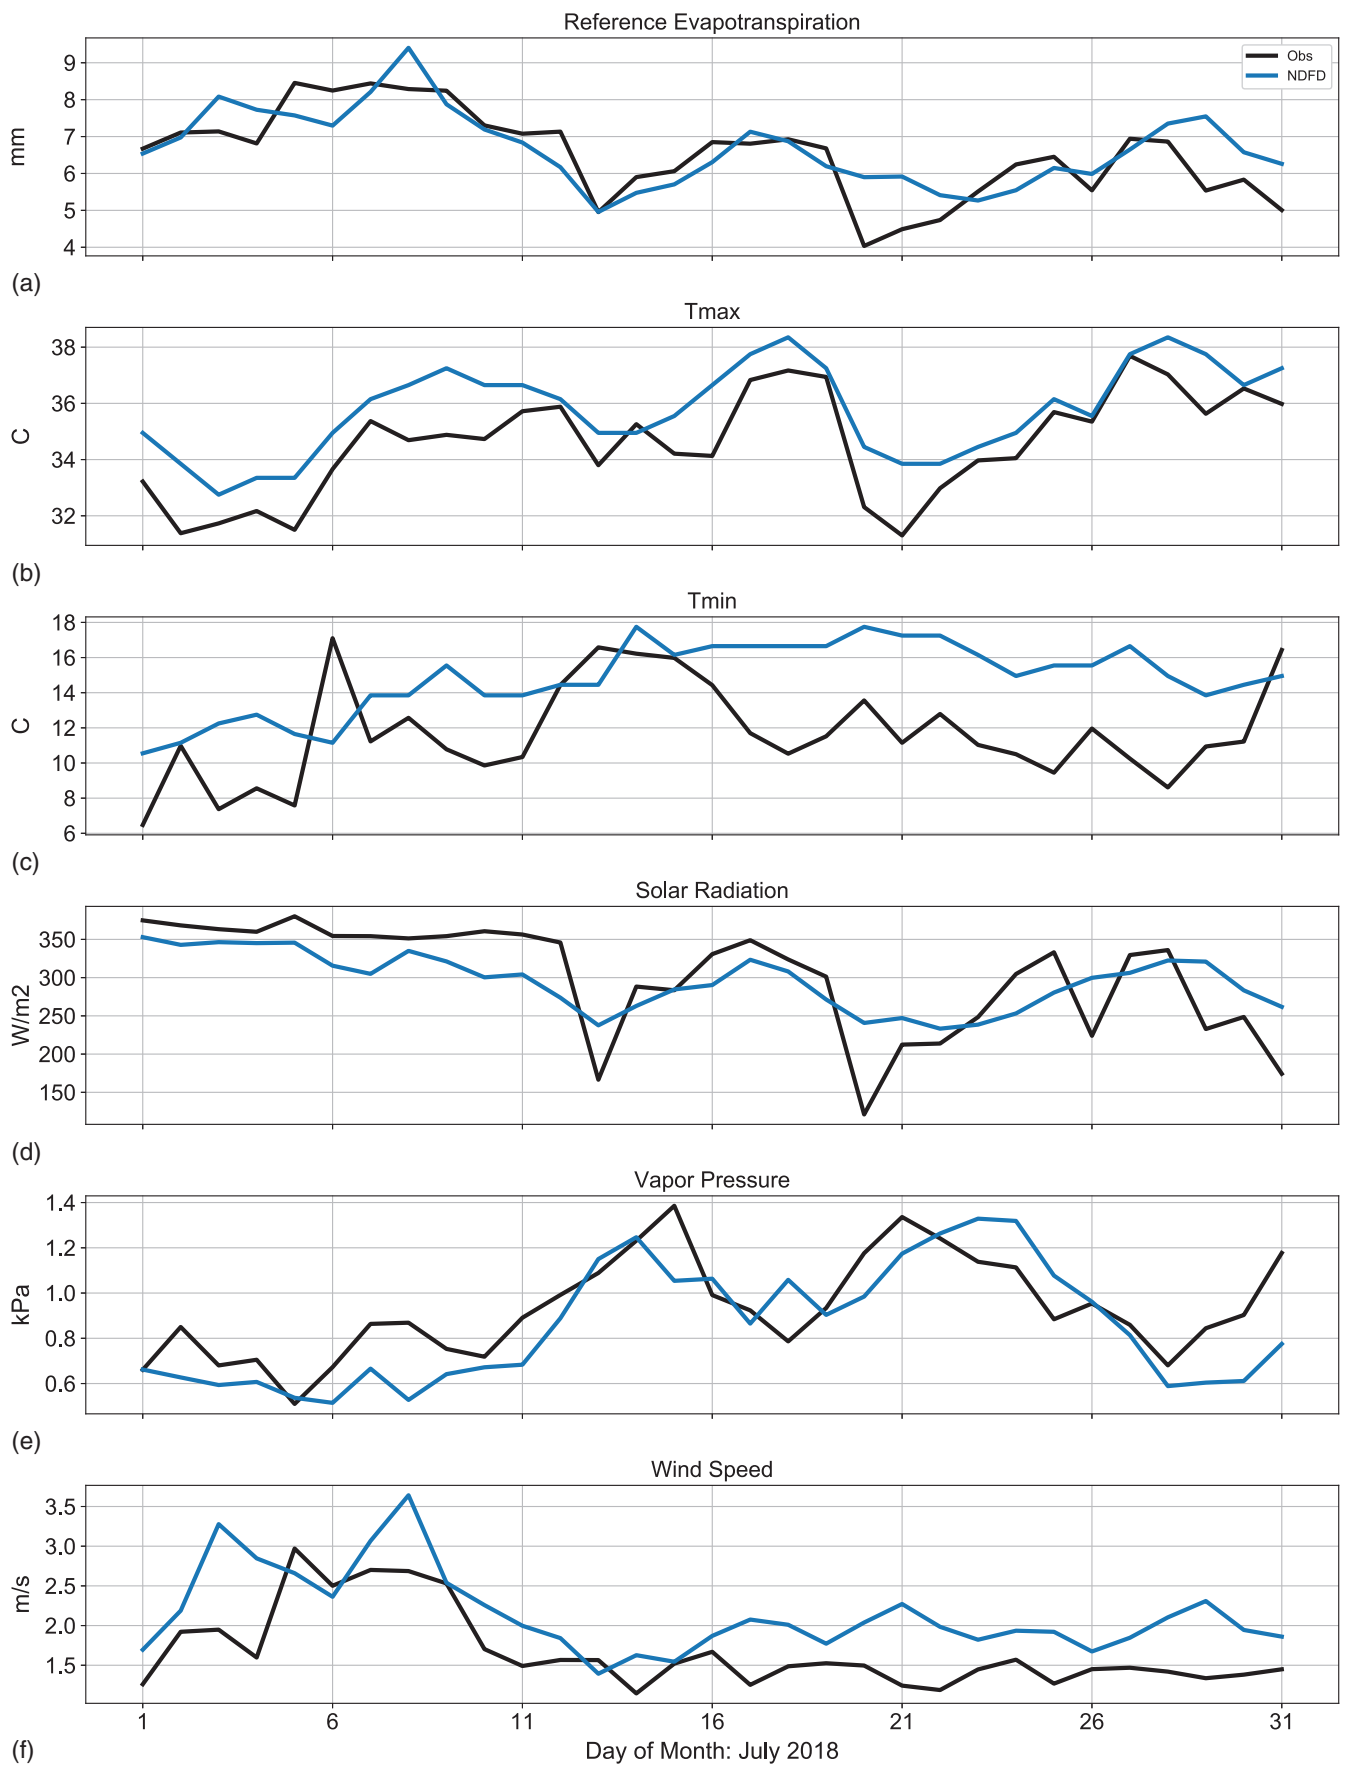 Reference Evapotranspiration
Obs
NDFD
9
8
7
6
5
4
mm
(a)
Tmax
38
36
34
32
C
(b)
Tmin
18
16
14
12
10
8
6
C
(c)
Solar Radiation
350
300
250
200
150
W/m2
(d)
Vapor Pressure
1.4
1.2
1.0
0.8
0.6
kPa
(e)
Wind Speed
3.5
3.0
2.5
2.0
1.5
m/s
1 6 11 16 21 26 31
Day of Month: July 2018
(f)